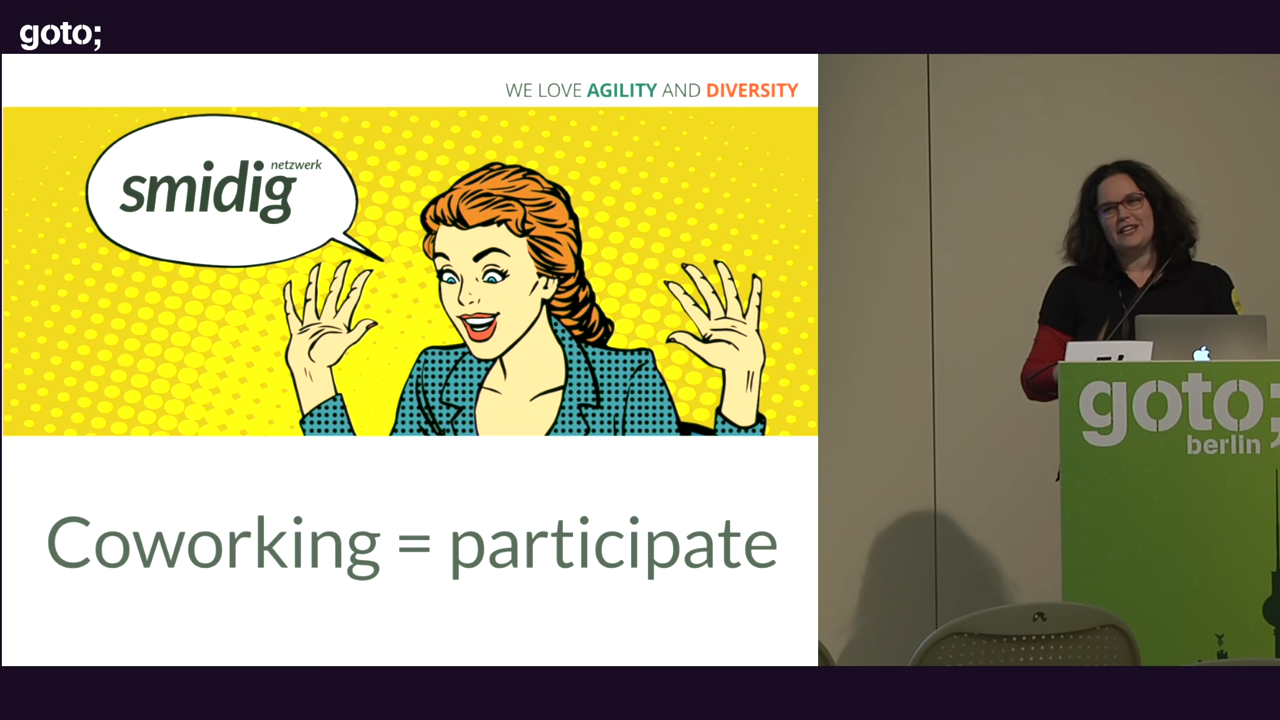 goto;
WE LOVE AGILITY AND DIVERSITY
netzwerk
smidig
Coworking = participate
goto;
berlin